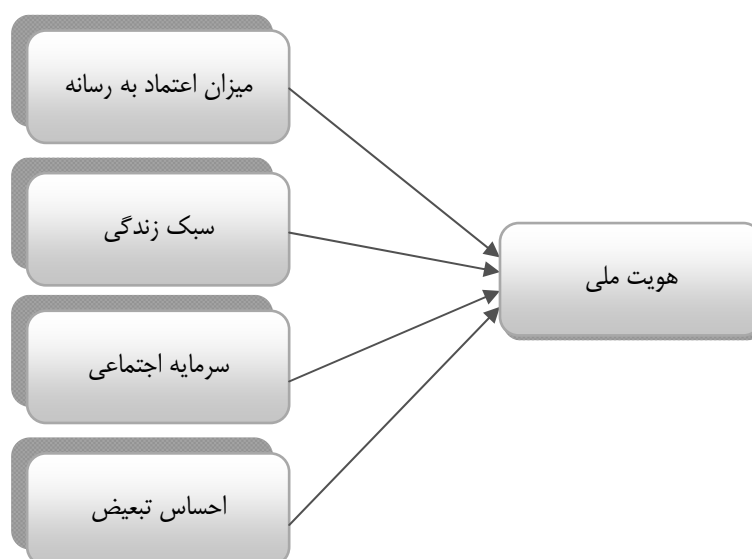 میزان اعتماد به رسانه
سبک زندگی
سرمایه اجتماعی
احساس تبعیض
هویت ملی